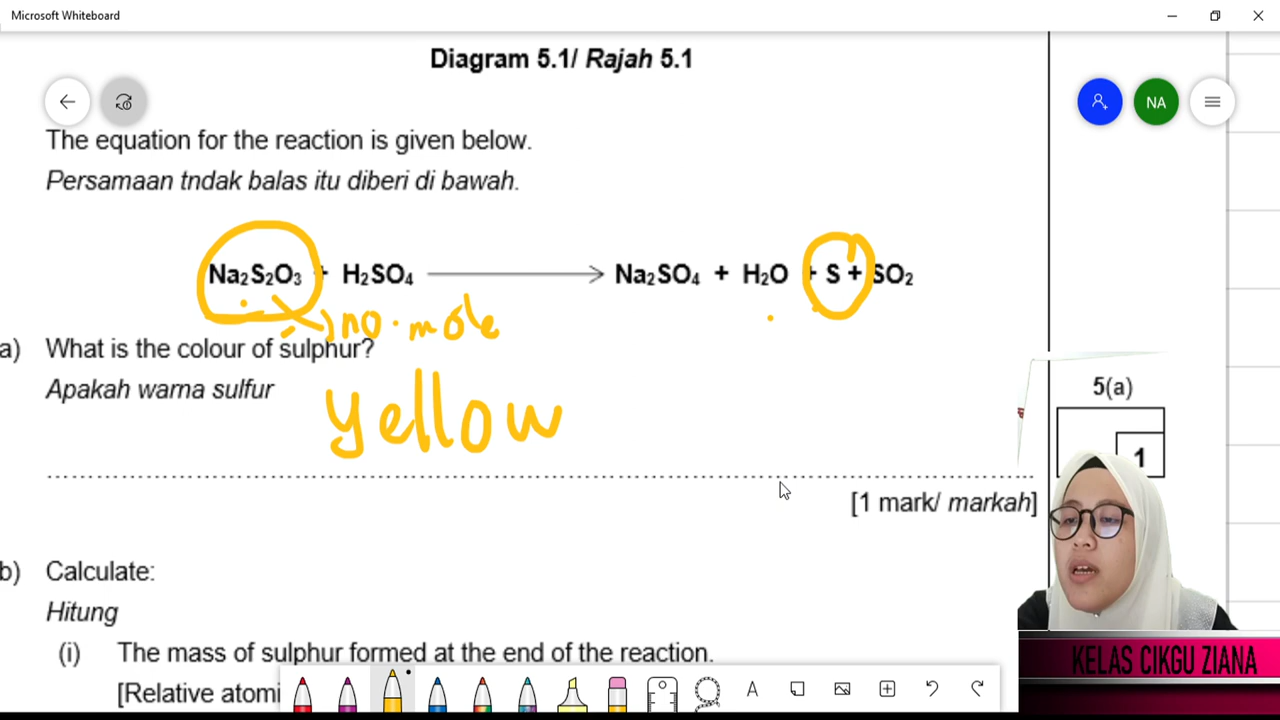 Microsoft Whiteboard
Diagram 5.1/ Rajah 5.1
NA
The equation for the reaction is given below.
Persamaan tndak balas itu diberi di bawah.
Na₂S₂O₃ + H₂SO₄ ⟶ Na₂SO₄ + H₂O + S + SO₂
no. mole
a) What is the colour of sulphur?
Apakah warna sulfur
yellow
5(a)
1
[1 mark/ markah]
b) Calculate:
Hitung
(i) The mass of sulphur formed at the end of the reaction.
[Relative atomi
A
KELAS CIKGU ZIANA